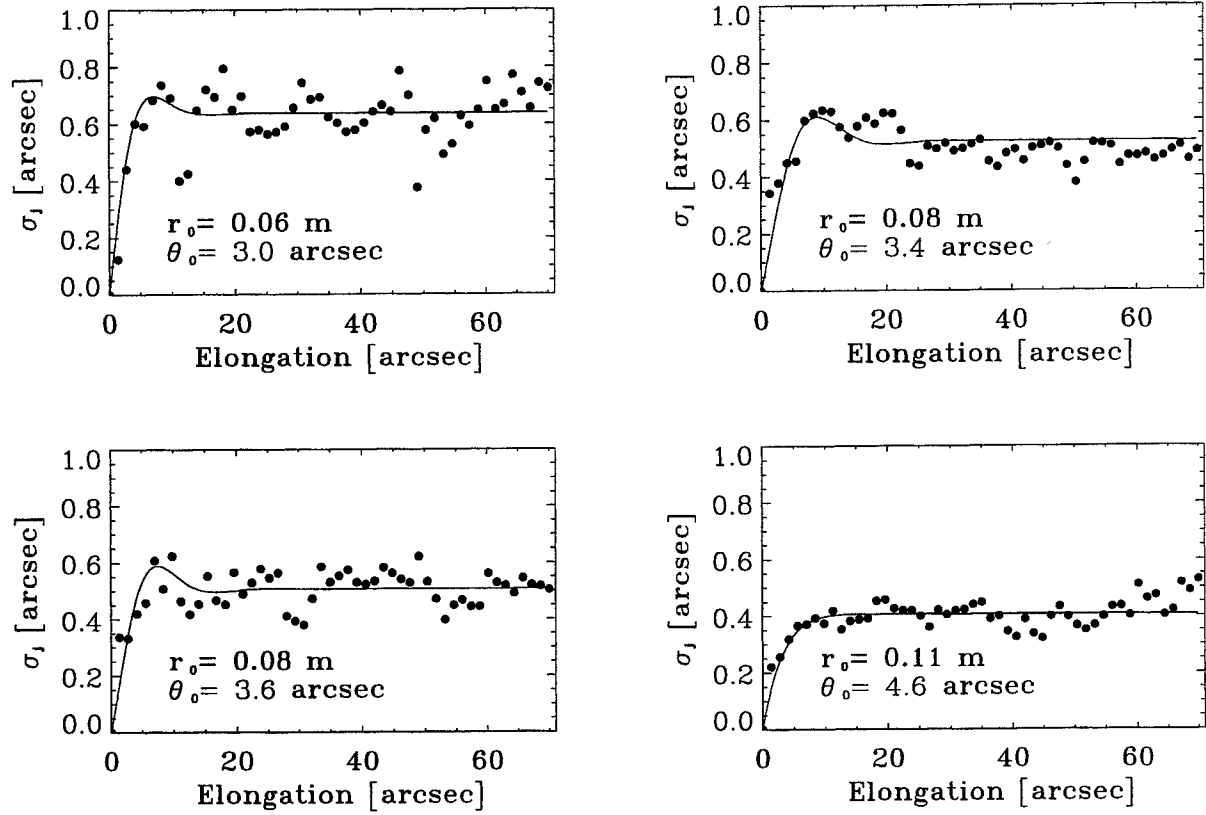 1.0
0.8
0.6
0.4
0.2
0.0
σj [arcsec]
r₀= 0.06 m
θ₀= 3.0 arcsec
0 20 40 60
Elongation [arcsec]
1.0
0.8
0.6
0.4
0.2
0.0
σj [arcsec]
r₀= 0.08 m
θ₀= 3.4 arcsec
0 20 40 60
Elongation [arcsec]
1.0
0.8
0.6
0.4
0.2
0.0
σj [arcsec]
r₀= 0.08 m
θ₀= 3.6 arcsec
0 20 40 60
Elongation [arcsec]
1.0
0.8
0.6
0.4
0.2
0.0
σj [arcsec]
r₀= 0.11 m
θ₀= 4.6 arcsec
0 20 40 60
Elongation [arcsec]